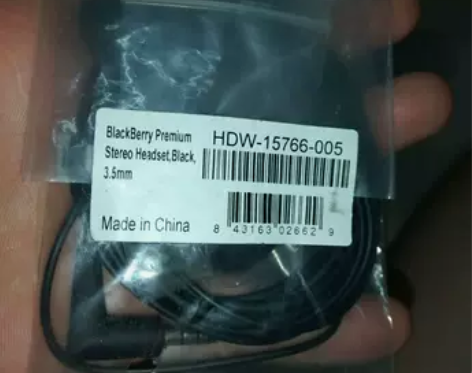 BlackBerry Premium
Stereo Headset,Black,
3.5mm
HDW-15766-005
Made in China
8 43163 02662 9